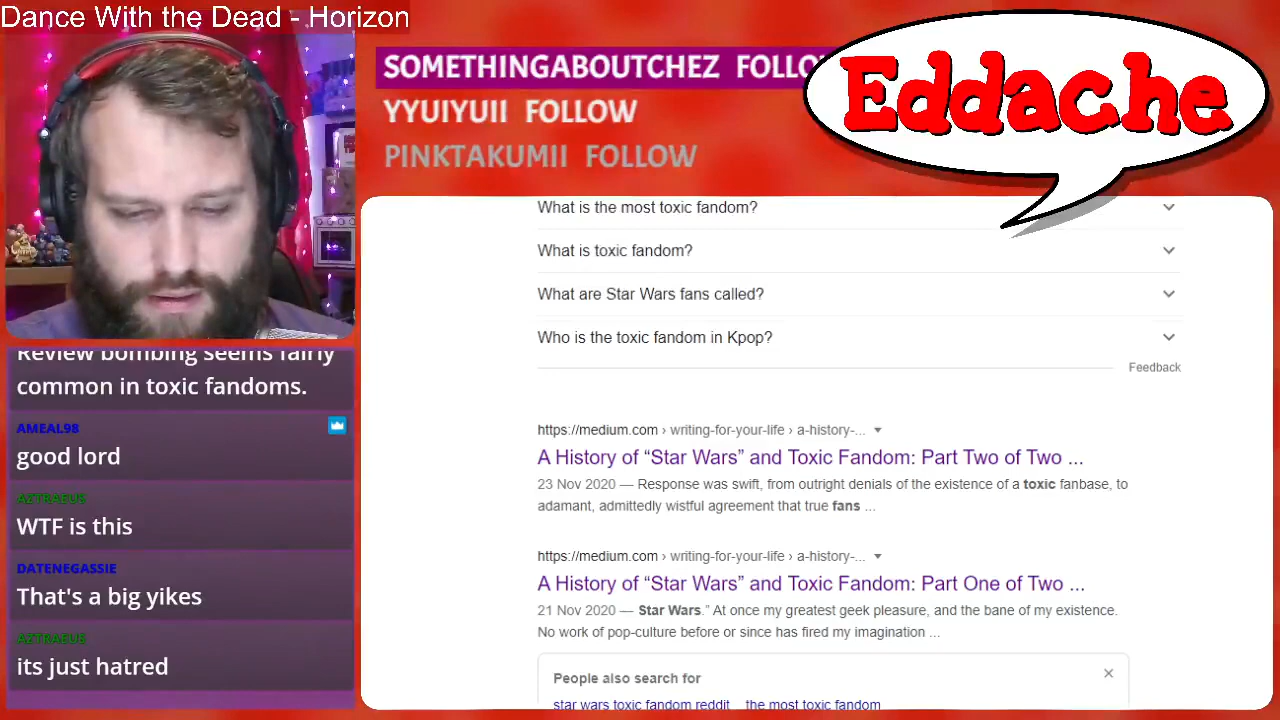 Dance With the Dead - Horizon
SOMETHINGABOUTCHEZ FOLLO
YYUIYUII FOLLOW
PINKTAKUMII FOLLOW
Eddache
What is the most toxic fandom?
What is toxic fandom?
What are Star Wars fans called?
Who is the toxic fandom in Kpop?
Feedback
https://medium.com › writing-for-your-life › a-history-...
A History of “Star Wars” and Toxic Fandom: Part Two of Two ...
23 Nov 2020 — Response was swift, from outright denials of the existence of a toxic fanbase, to
adamant, admittedly wistful agreement that true fans ...
https://medium.com › writing-for-your-life › a-history-...
A History of “Star Wars” and Toxic Fandom: Part One of Two ...
21 Nov 2020 — Star Wars.” At once my greatest geek pleasure, and the bane of my existence.
No work of pop-culture before or since has fired my imagination ...
People also search for
star wars toxic fandom reddit the most toxic fandom
Review bombing seems fairly
common in toxic fandoms.
AMEAL98
good lord
AZTRAEUS
WTF is this
DATENEGASSIE
That's a big yikes
AZTRAEUS
its just hatred